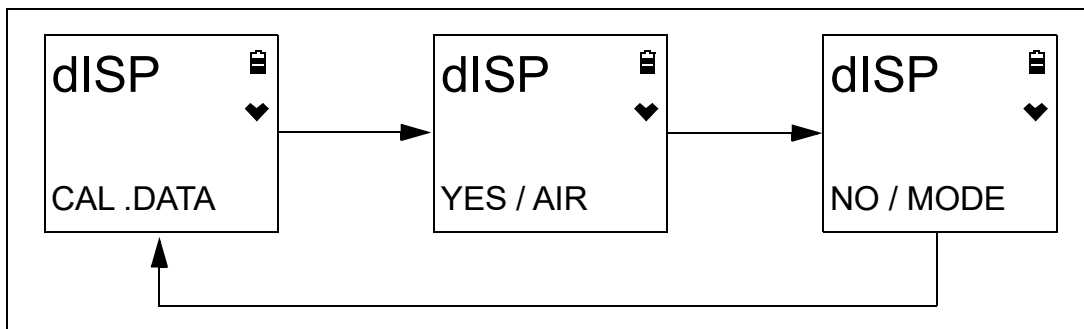 dISP
CAL .DATA
dISP
YES / AIR
dISP
NO / MODE